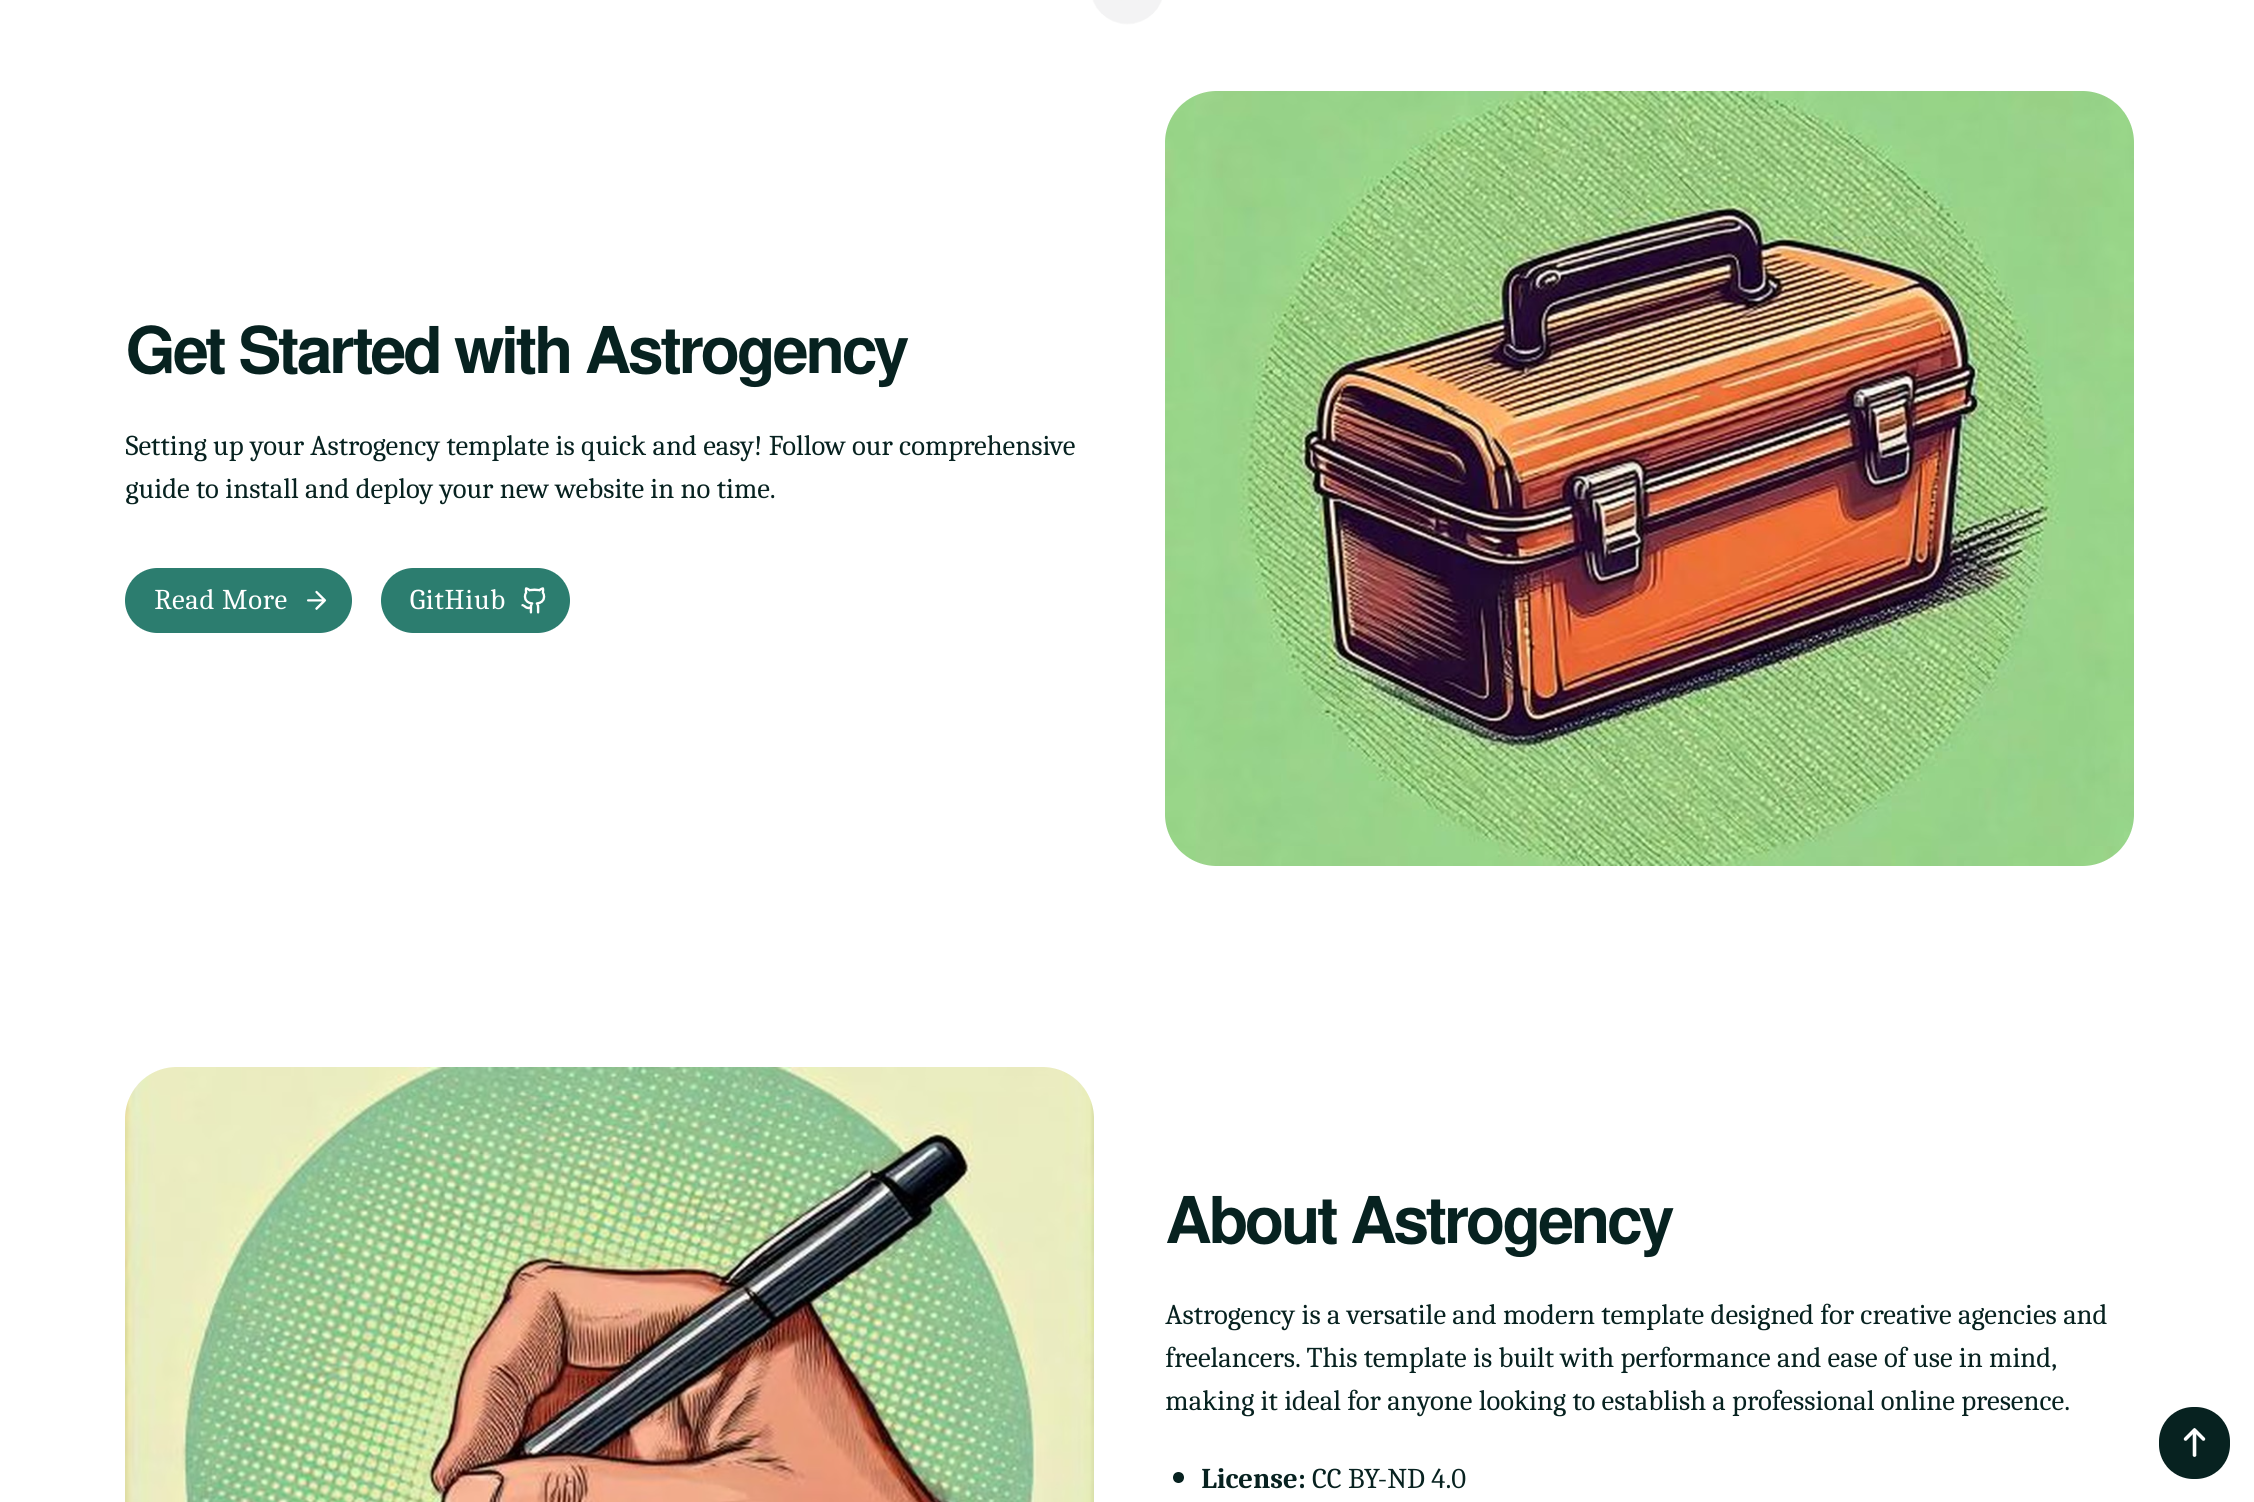 Get Started with Astrogency
Setting up your Astrogency template is quick and easy! Follow our comprehensive
guide to install and deploy your new website in no time.
Read More
GitHiub
About Astrogency
Astrogency is a versatile and modern template designed for creative agencies and
freelancers. This template is built with performance and ease of use in mind,
making it ideal for anyone looking to establish a professional online presence.
License: CC BY-ND 4.0